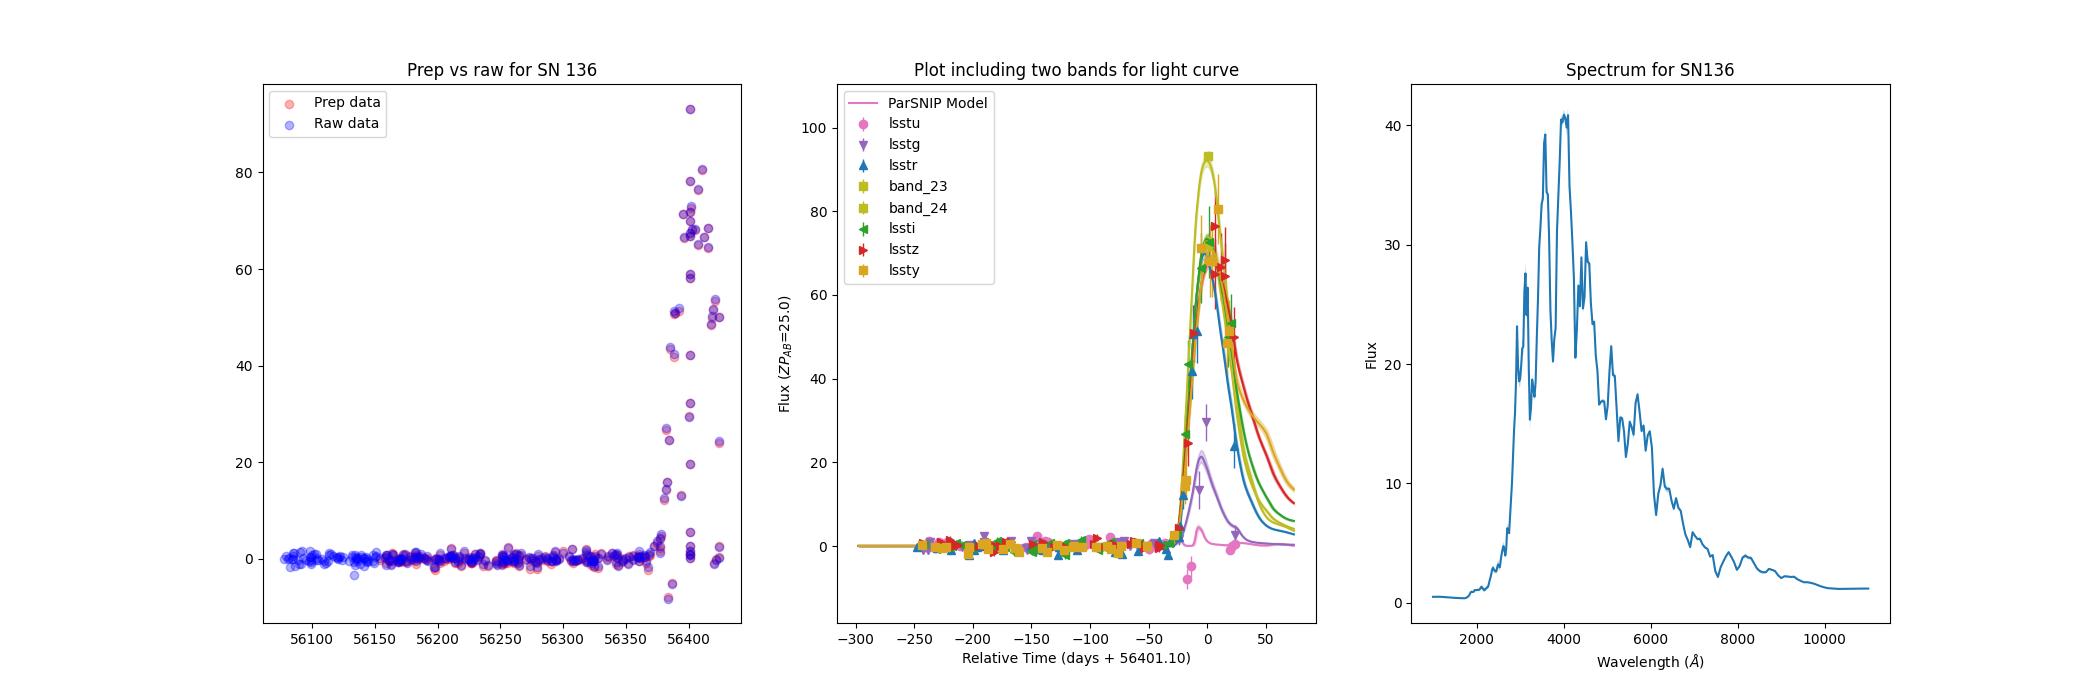 Prep vs raw for SN 136
Prep data
Raw data
80
60
40
20
0
56100 56150 56200 56250 56300 56350 56400
Plot including two bands for light curve
ParSNIP Model
lsstu
lsstg
lsstr
band_23
band_24
lssti
lsstz
lssty
Flux (ZP_AB=25.0)
100
80
60
40
20
0
−300 −250 −200 −150 −100 −50 0 50
Relative Time (days + 56401.10)
Spectrum for SN136
Flux
40
30
20
10
0
2000 4000 6000 8000 10000
Wavelength (Å)